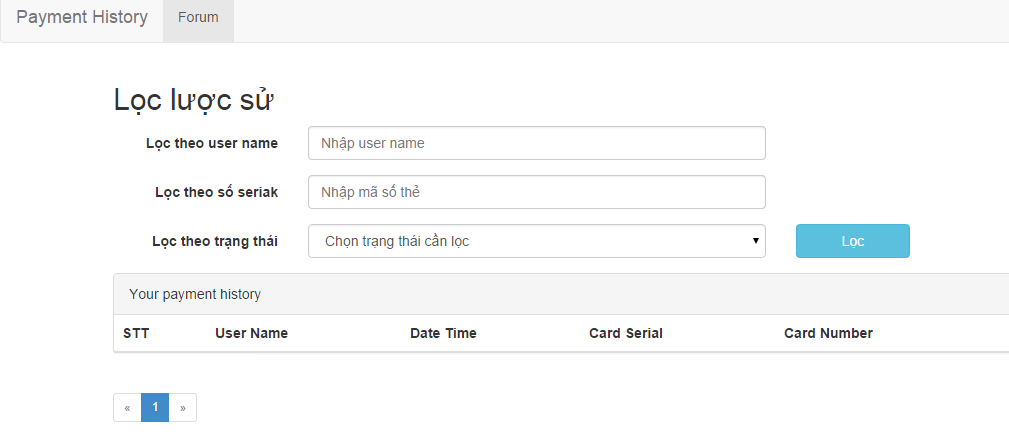 Payment History Forum
Lọc lược sử
Lọc theo user name Nhập user name
Lọc theo số seriak Nhập mã số thẻ
Lọc theo trạng thái Chọn trạng thái cần lọc Lọc
Your payment history
STT User Name Date Time Card Serial Card Number
« 1 »